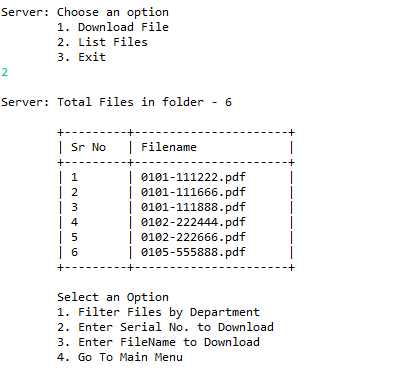 Server: Choose an option
        1. Download File
        2. List Files
        3. Exit
2
Server: Total Files in folder - 6
        +---------+----------------------+
        | Sr No   | Filename             |
        +---------+----------------------+
        | 1       | 0101-111222.pdf      |
        | 2       | 0101-111666.pdf      |
        | 3       | 0101-111888.pdf      |
        | 4       | 0102-222444.pdf      |
        | 5       | 0102-222666.pdf      |
        | 6       | 0105-555888.pdf      |
        +---------+----------------------+
        Select an Option
        1. Filter Files by Department
        2. Enter Serial No. to Download
        3. Enter FileName to Download
        4. Go To Main Menu